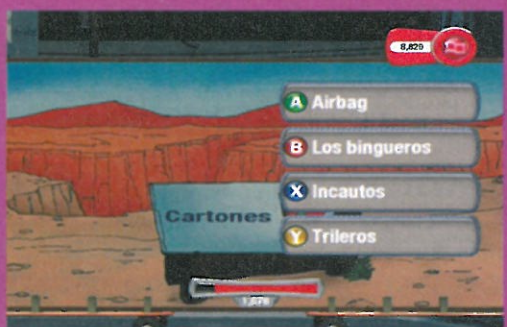 8,829
A Airbag
B Los bingueros
X Incautos
Cartones
Y Trileros